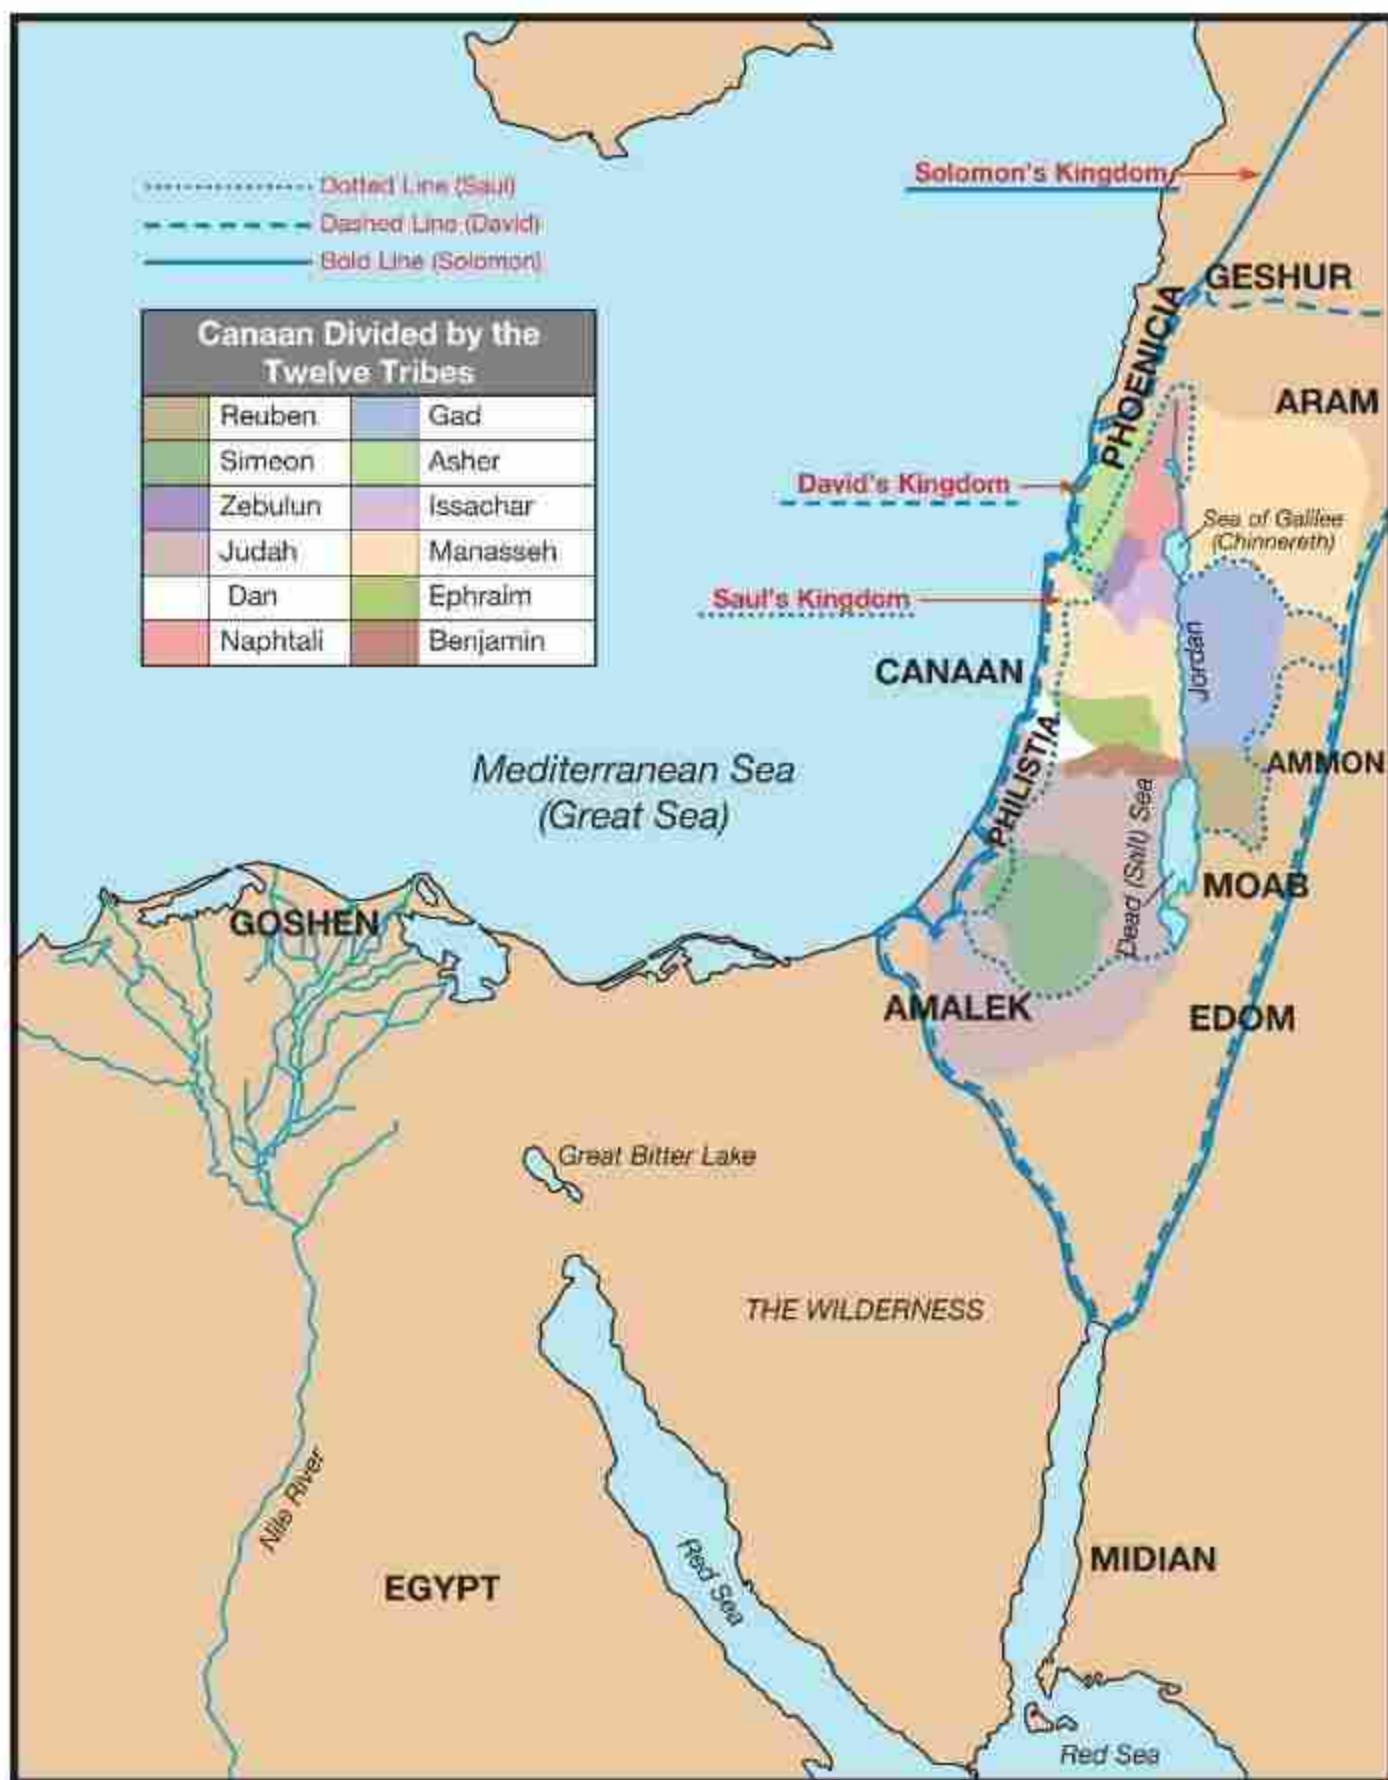 Dotted Line (Saul)
Dashed Line (David)
Bold Line (Solomon)
Solomon's Kingdom
Canaan Divided by the
Twelve Tribes
Reuben Gad
Simeon Asher
Zebulun Issachar
Judah Manasseh
Dan Ephraim
Naphtali Benjamin
GESHUR
PHOENICIA
ARAM
David's Kingdom
Sea of Galilee
(Chinnereth)
Saul's Kingdom
CANAAN
Jordan
PHILISTIA
AMMON
Mediterranean Sea
(Great Sea)
Dead (Salt) Sea
MOAB
GOSHEN
AMALEK
EDOM
Great Bitter Lake
THE WILDERNESS
Nile River
EGYPT
Red Sea
MIDIAN
Red Sea